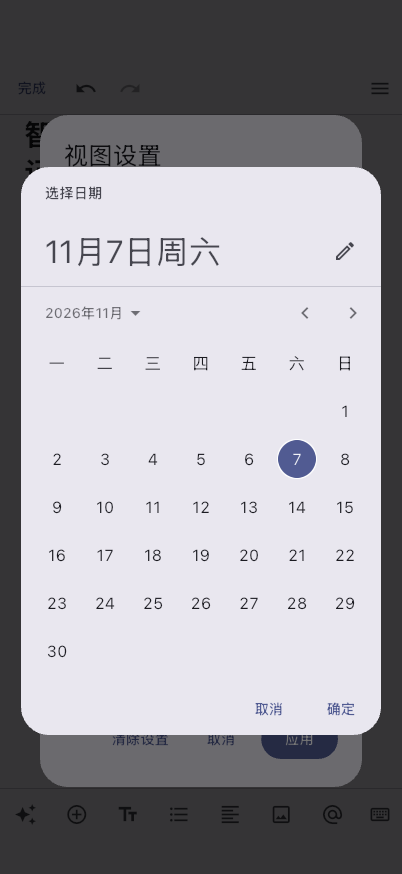 完成
智
视图设置
选择日期
11月7日周六
2026年11月
一 二 三 四 五 六 日
1
2 3 4 5 6 7 8
9 10 11 12 13 14 15
16 17 18 19 20 21 22
23 24 25 26 27 28 29
30
取消 确定
清除设置 取消 应用
Tт